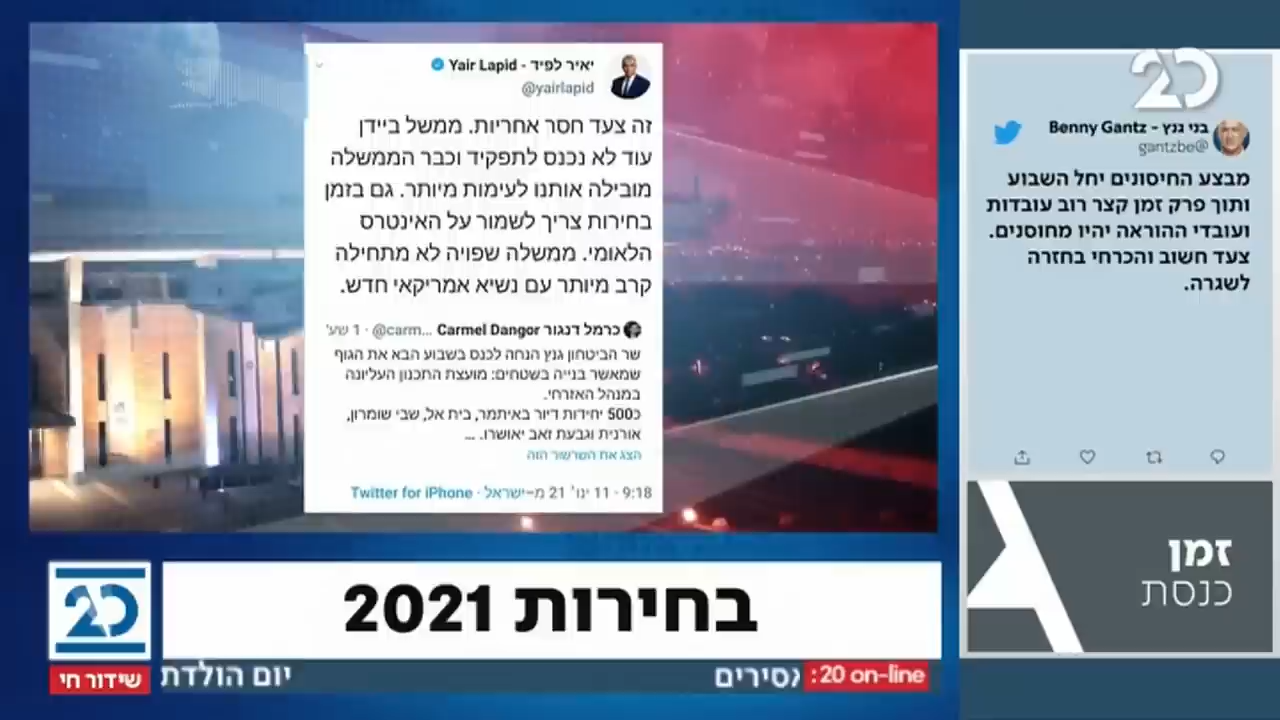 יאיר לפיד - Yair Lapid
@yairlapid
זה צעד חסר אחריות. ממשל ביידן
עוד לא נכנס לתפקיד וכבר הממשלה
מובילה אותנו לעימות מיותר. גם בזמן
בחירות צריך לשמור על האינטרס
הלאומי. ממשלה שפויה לא מתחילה
קרב מיותר עם נשיא אמריקאי חדש.
כרמל דנגור Carmel Dangor @carm... · 1 שע'
שר הביטחון גנץ הנחה לכנס בשבוע הבא את הגוף
שמאשר בנייה בשטחים: מועצת התכנון העליונה
במנהל האזרחי.
כ500 יחידות דיור באיתמר, בית אל, שבי שומרון,
אורנית וגבעת זאב יאושרו. ...
הצג את השרשור הזה
9:18 · 11 ינו׳ 21 מ-ישראל · Twitter for iPhone
20
בני גנץ - Benny Gantz
@gantzbe
מבצע החיסונים יחל השבוע
ותוך פרק זמן קצר רוב עובדות
ועובדי ההוראה יהיו מחוסנים.
צעד חשוב והכרחי בחזרה
לשגרה.
זמן
כנסת
20
בחירות 2021
שידור חי
20 on-line:
אסירים
יום הולדת